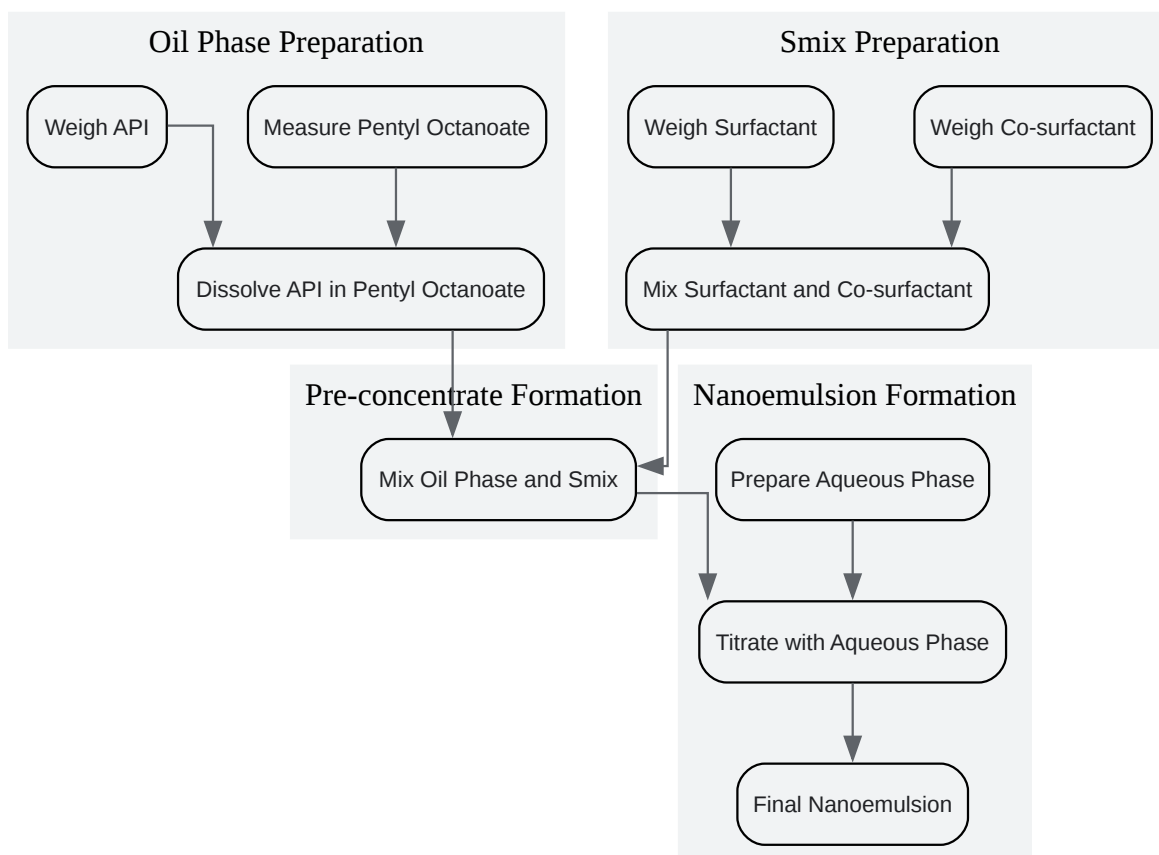 Oil Phase Preparation
Weigh API
Measure Pentyl Octanoate
Dissolve API in Pentyl Octanoate
Smix Preparation
Weigh Surfactant
Weigh Co-surfactant
Mix Surfactant and Co-surfactant
Pre-concentrate Formation
Mix Oil Phase and Smix
Nanoemulsion Formation
Prepare Aqueous Phase
Titrate with Aqueous Phase
Final Nanoemulsion